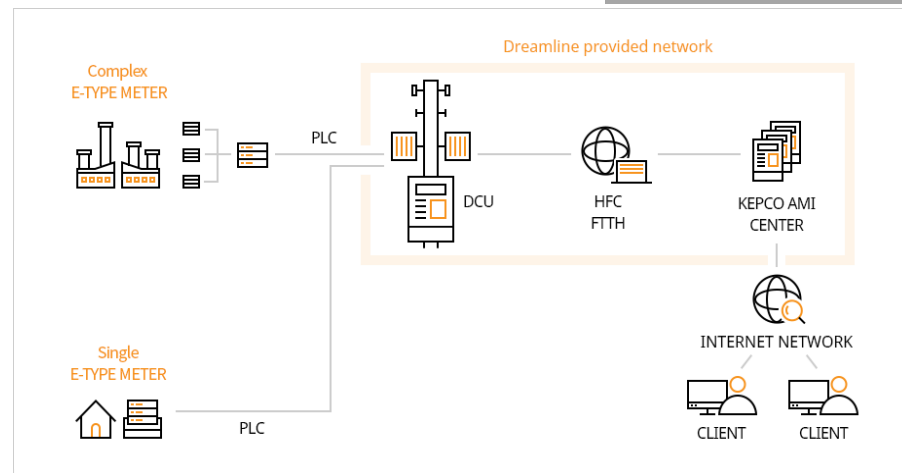 Dreamline provided network
Complex
E-TYPE METER
PLC
DCU
HFC
FTTH
KEPCO AMI
CENTER
INTERNET NETWORK
Single
E-TYPE METER
PLC
CLIENT
CLIENT